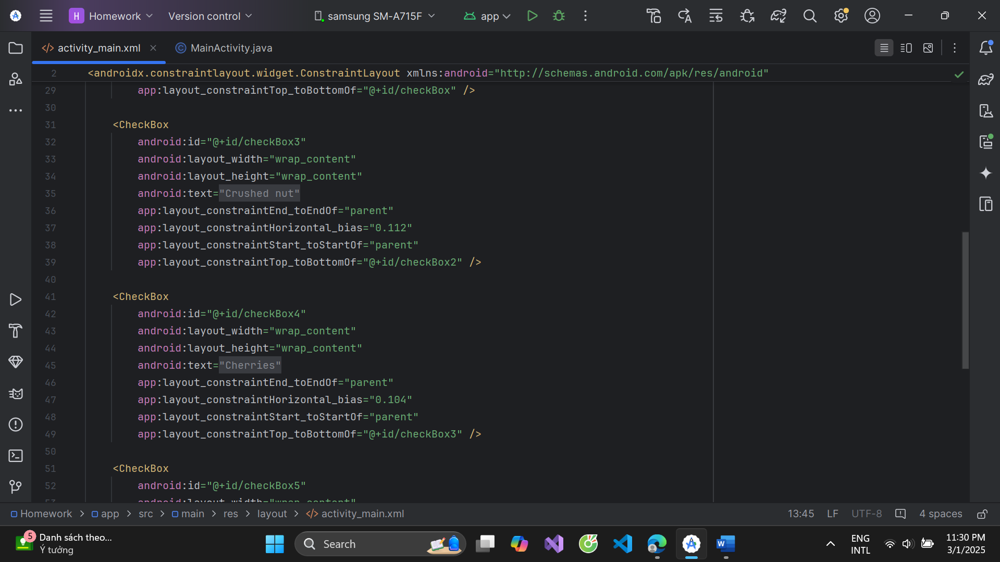 H Homework Version control samsung SM-A715F app
activity_main.xml MainActivity.java
2 <androidx.constraintlayout.widget.ConstraintLayout xmlns:android="http://schemas.android.com/apk/res/android"
29 app:layout_constraintTop_toBottomOf="@+id/checkBox" />
30
31 <CheckBox
32 android:id="@+id/checkBox3"
33 android:layout_width="wrap_content"
34 android:layout_height="wrap_content"
35 android:text="Crushed nut"
36 app:layout_constraintEnd_toEndOf="parent"
37 app:layout_constraintHorizontal_bias="0.112"
38 app:layout_constraintStart_toStartOf="parent"
39 app:layout_constraintTop_toBottomOf="@+id/checkBox2" />
40
41 <CheckBox
42 android:id="@+id/checkBox4"
43 android:layout_width="wrap_content"
44 android:layout_height="wrap_content"
45 android:text="Cherries"
46 app:layout_constraintEnd_toEndOf="parent"
47 app:layout_constraintHorizontal_bias="0.104"
48 app:layout_constraintStart_toStartOf="parent"
49 app:layout_constraintTop_toBottomOf="@+id/checkBox3" />
50
51 <CheckBox
52 android:id="@+id/checkBox5"
53 android:layout_width="wrap_content"
Homework > app > src > main > res > layout > </> activity_main.xml 13:45 LF UTF-8 4 spaces
5 Danh sách theo...
Ý tưởng
Search
ENG
INTL
11:30 PM
3/1/2025